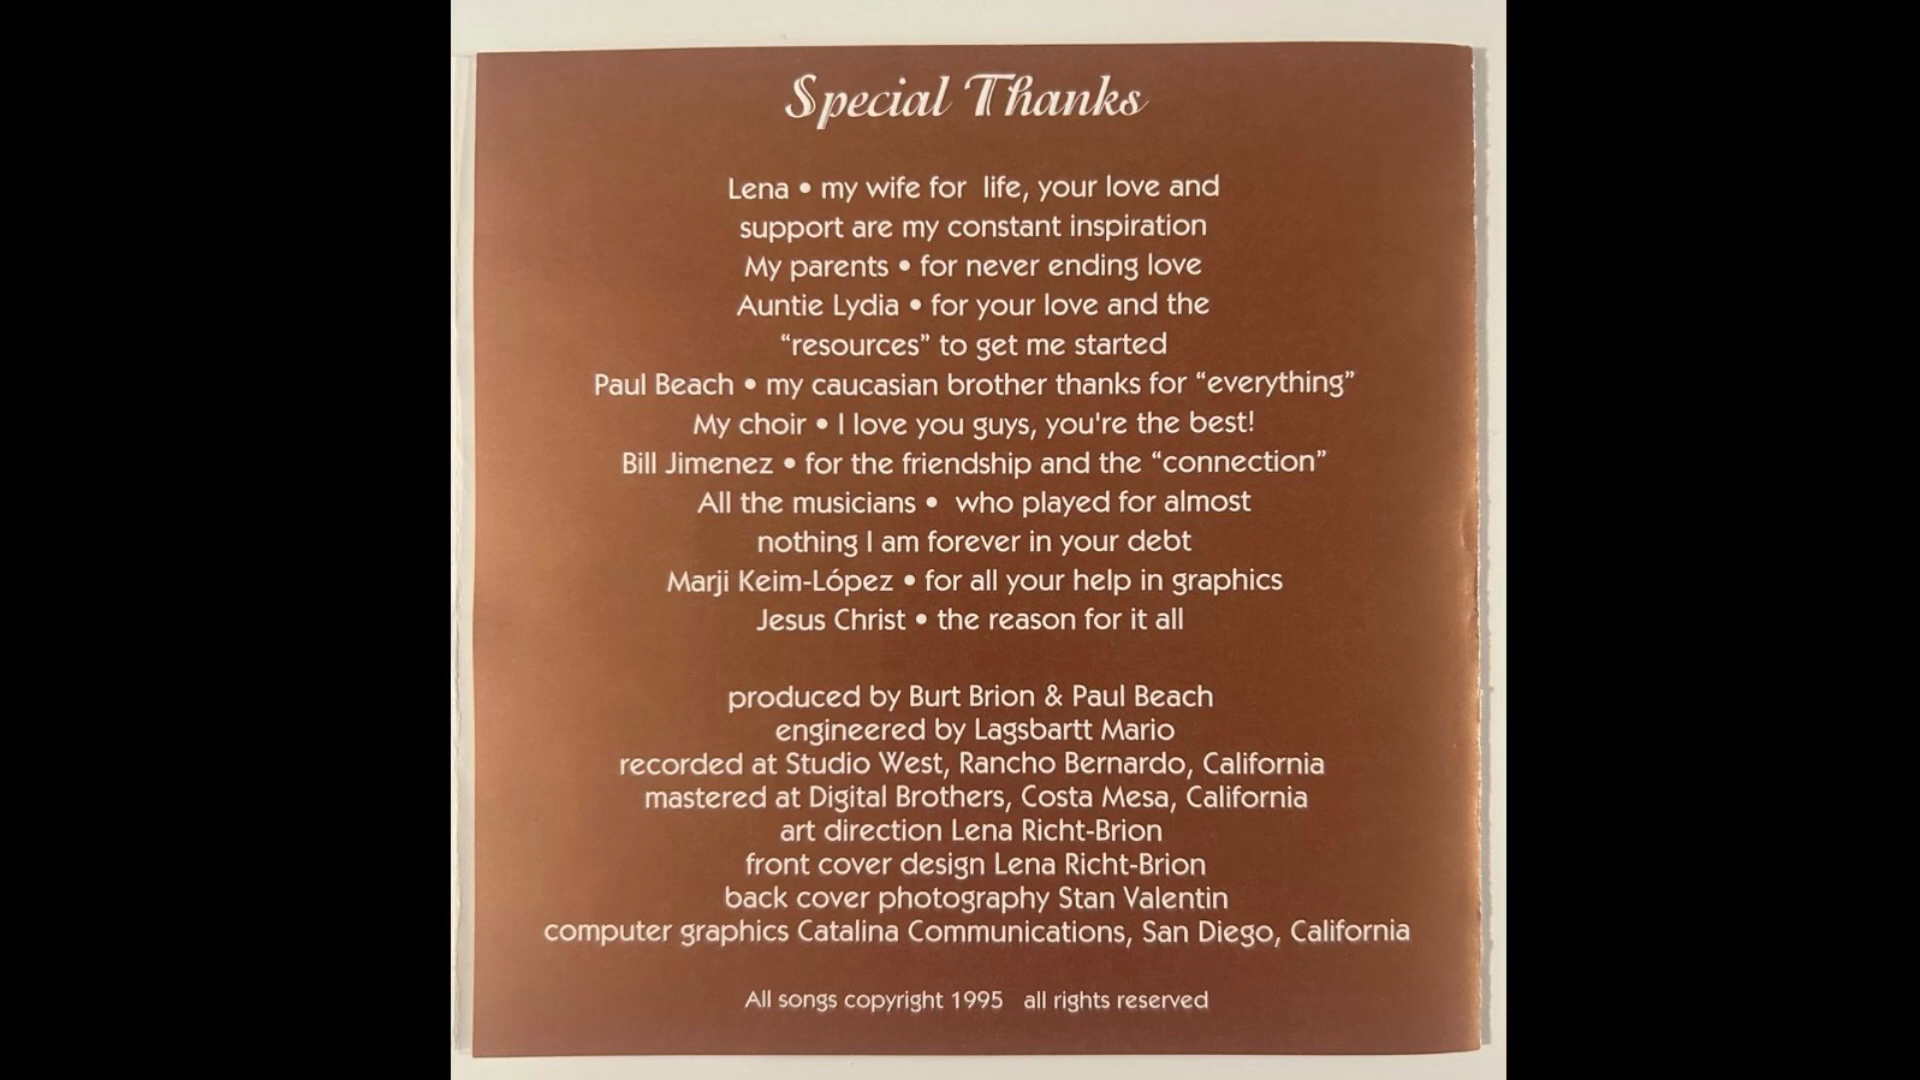 Special Thanks
Lena • my wife for life, your love and
support are my constant inspiration
My parents • for never ending love
Auntie Lydia • for your love and the
“resources” to get me started
Paul Beach • my caucasian brother thanks for “everything”
My choir • I love you guys, you're the best!
Bill Jimenez • for the friendship and the “connection”
All the musicians • who played for almost
nothing I am forever in your debt
Marji Keim-López • for all your help in graphics
Jesus Christ • the reason for it all
produced by Burt Brion & Paul Beach
engineered by Lagsbartt Mario
recorded at Studio West, Rancho Bernardo, California
mastered at Digital Brothers, Costa Mesa, California
art direction Lena Richt-Brion
front cover design Lena Richt-Brion
back cover photography Stan Valentin
computer graphics Catalina Communications, San Diego, California
All songs copyright 1995 all rights reserved